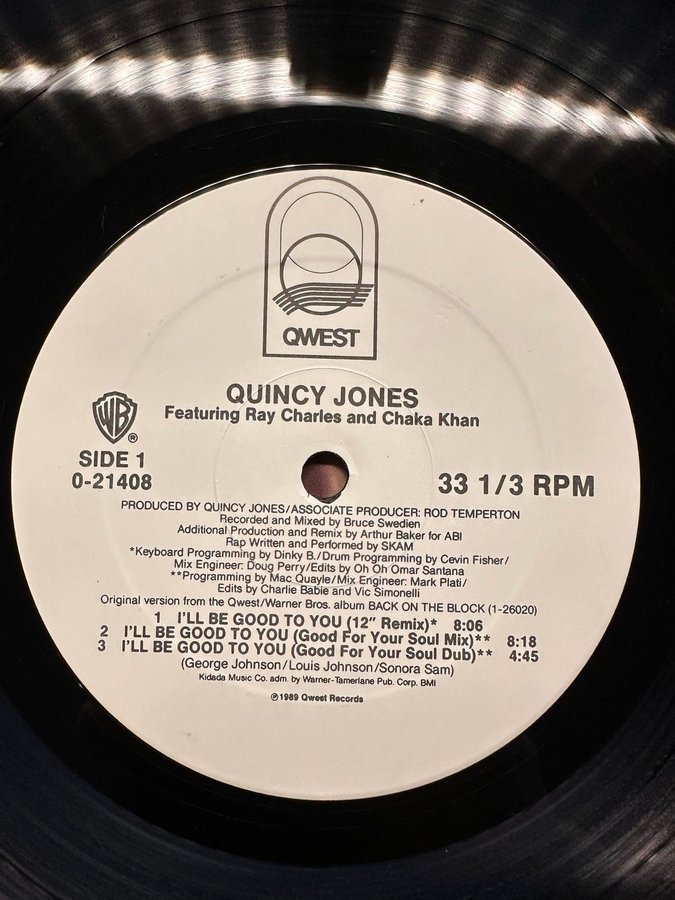 QWEST
QUINCY JONES
Featuring Ray Charles and Chaka Khan
WB
®
SIDE 1
0-21408
33 1/3 RPM
PRODUCED BY QUINCY JONES/ASSOCIATE PRODUCER: ROD TEMPERTON
Recorded and Mixed by Bruce Swedien
Additional Production and Remix by Arthur Baker for ABI
Rap Written and Performed by SKAM
*Keyboard Programming by Dinky B./Drum Programming by Cevin Fisher/
Mix Engineer: Doug Perry/Edits by Oh Oh Omar Santana
**Programming by Mac Quayle/Mix Engineer: Mark Plati/
Edits by Charlie Babie and Vic Simonelli
Original version from the Qwest/Warner Bros. album BACK ON THE BLOCK (1-26020)
1 I'LL BE GOOD TO YOU (12" Remix)* 8:06
2 I'LL BE GOOD TO YOU (Good For Your Soul Mix)** 8:18
3 I'LL BE GOOD TO YOU (Good For Your Soul Dub)** 4:45
(George Johnson/Louis Johnson/Sonora Sam)
Kidada Music Co. adm. by Warner-Tamerlane Pub. Corp. BMI
℗1989 Qwest Records